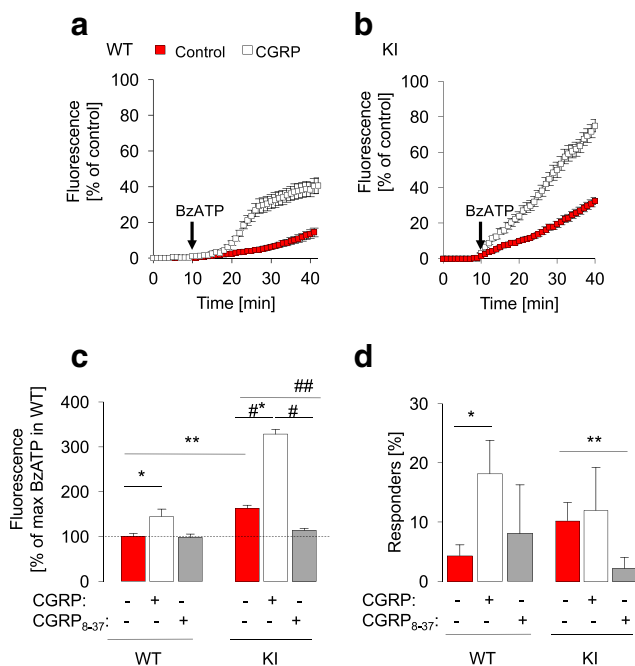 a
b
WT
Control
CGRP
KI
Fluorescence
[% of control]
100
80
60
40
20
0
BzATP
0 10 20 30 40
Time [min]
Fluorescence
[% of control]
100
80
60
40
20
0
BzATP
0 10 20 30 40
Time [min]
c
d
Fluorescence
[% of max BzATP in WT]
400
300
200
100
0
*
**
#*
#
##
CGRP: - + - - + -
CGRP8-37: - - + - - +
WT KI
Responders [%]
30
20
10
0
*
**
CGRP: - + - - + -
CGRP8-37: - - + - - +
WT KI